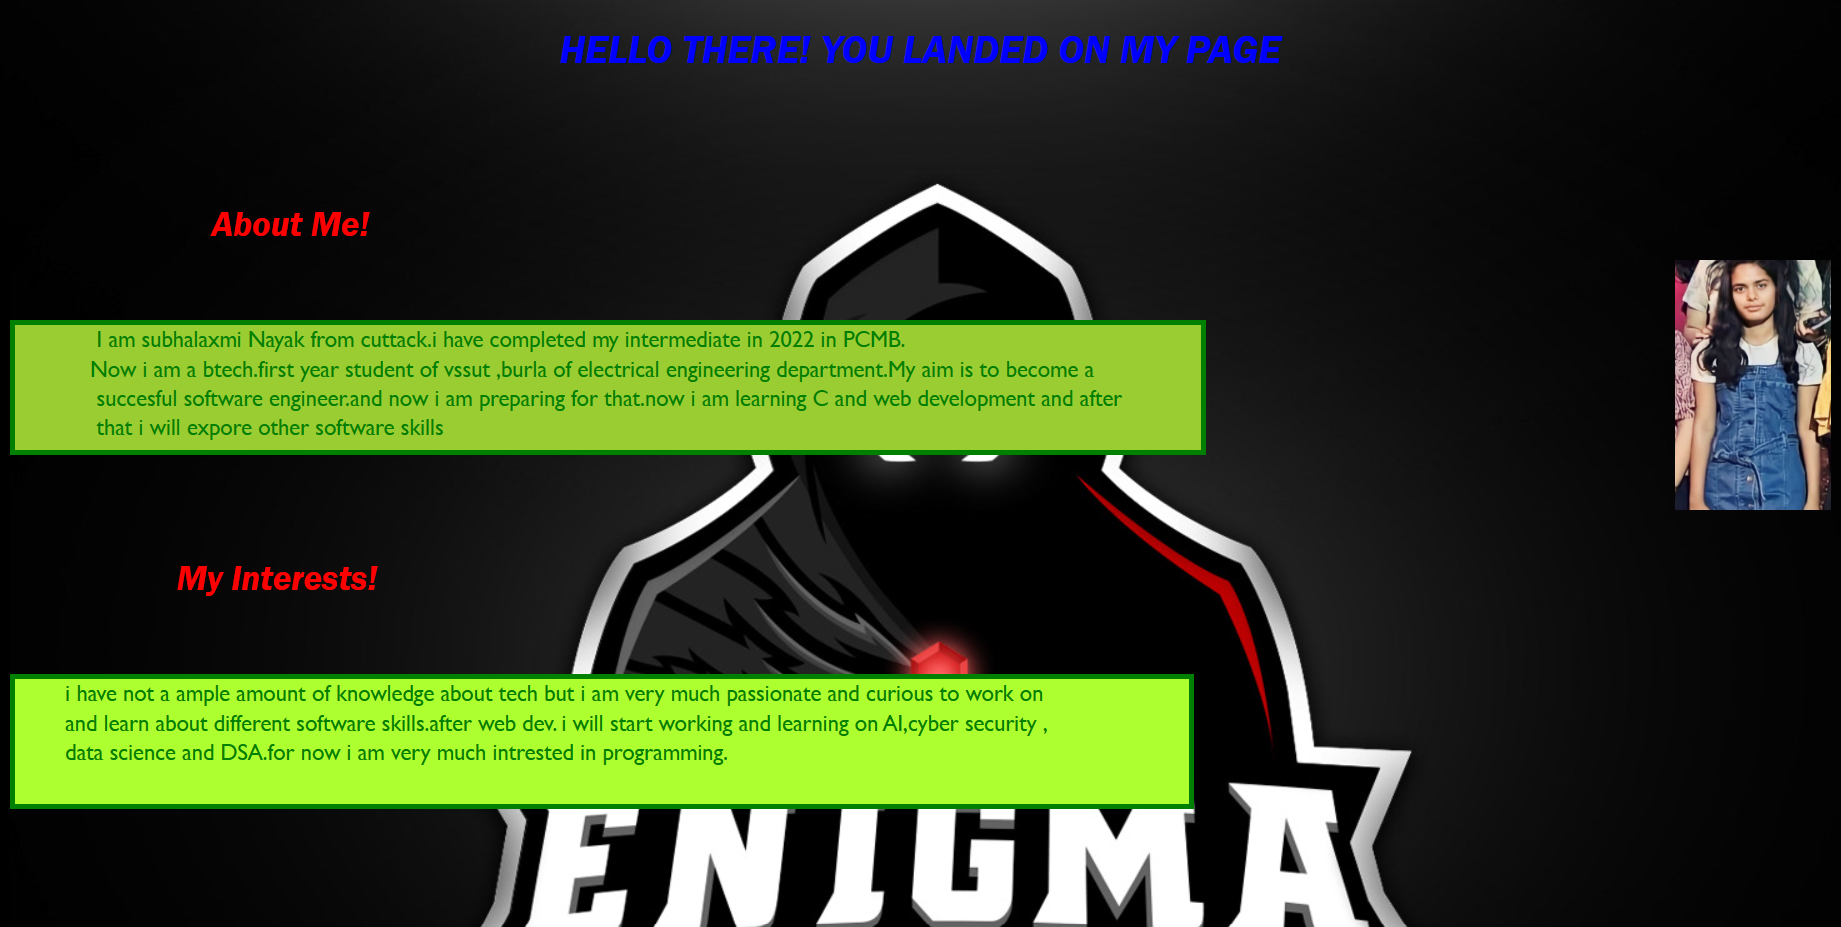 HELLO THERE! YOU LANDED ON MY PAGE
About Me!
I am subhalaxmi Nayak from cuttack.i have completed my intermediate in 2022 in PCMB.
Now i am a btech.first year student of vssut ,burla of electrical engineering department.My aim is to become a
succesful software engineer.and now i am preparing for that.now i am learning C and web development and after
that i will expore other software skills
My Interests!
i have not a ample amount of knowledge about tech but i am very much passionate and curious to work on
and learn about different software skills.after web dev. i will start working and learning on AI,cyber security ,
data science and DSA.for now i am very much intrested in programming.
ENIGMA